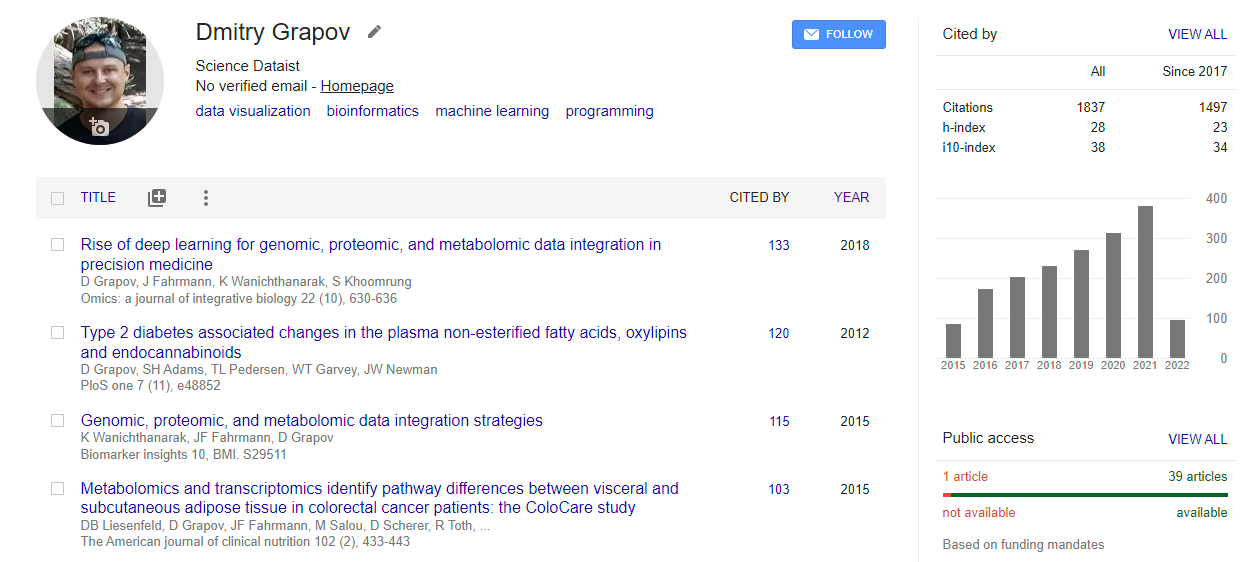 Dmitry Grapov
FOLLOW
Science Dataist
No verified email - Homepage
data visualization bioinformatics machine learning programming
TITLE CITED BY YEAR
Rise of deep learning for genomic, proteomic, and metabolomic data integration in 133 2018
precision medicine
D Grapov, J Fahrmann, K Wanichthanarak, S Khoomrung
Omics: a journal of integrative biology 22 (10), 630-636
Type 2 diabetes associated changes in the plasma non-esterified fatty acids, oxylipins 120 2012
and endocannabinoids
D Grapov, SH Adams, TL Pedersen, WT Garvey, JW Newman
PloS one 7 (11), e48852
Genomic, proteomic, and metabolomic data integration strategies 115 2015
K Wanichthanarak, JF Fahrmann, D Grapov
Biomarker insights 10, BMI. S29511
Metabolomics and transcriptomics identify pathway differences between visceral and 103 2015
subcutaneous adipose tissue in colorectal cancer patients: the ColoCare study
DB Liesenfeld, D Grapov, JF Fahrmann, M Salou, D Scherer, R Toth, ...
The American journal of clinical nutrition 102 (2), 433-443
Cited by VIEW ALL
All Since 2017
Citations 1837 1497
h-index 28 23
i10-index 38 34
400
300
200
100
0
2015 2016 2017 2018 2019 2020 2021 2022
Public access VIEW ALL
1 article 39 articles
not available available
Based on funding mandates